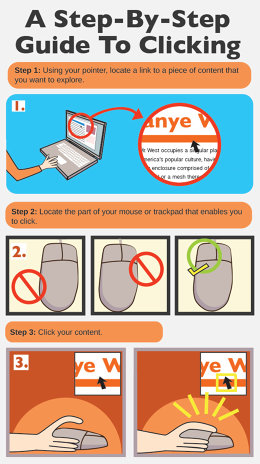 A Step-By-Step
Guide To Clicking
Step 1: Using your pointer, locate a link to a piece of content that
you want to explore.
1.
anye W
West occupies a singular pla
merica's popular culture, hav
enclosure comprised of
or a mesh ther
Step 2: Locate the part of your mouse or trackpad that enables you
to click.
2.
Step 3: Click your content.
3.
ye W
ye W